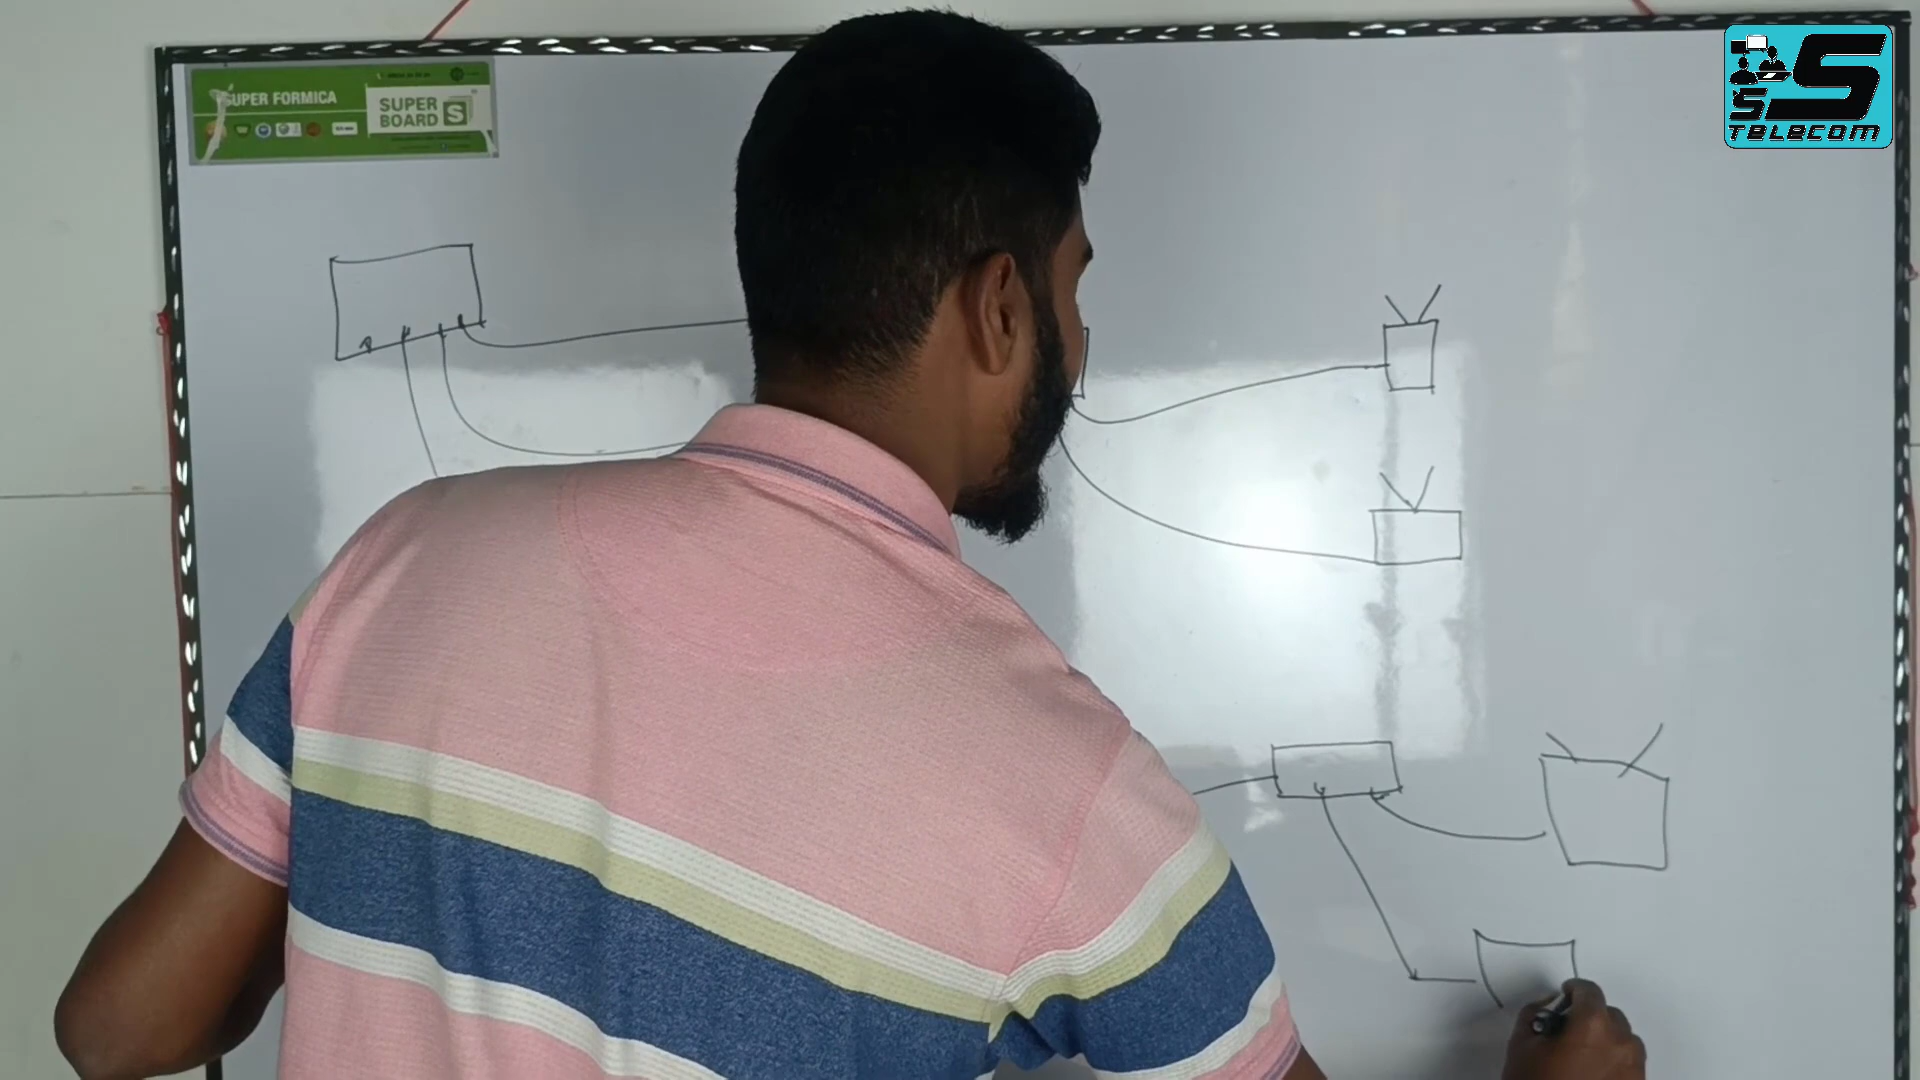 SUPER FORMICA
SUPER
BOARD S
S
S
TELECOM